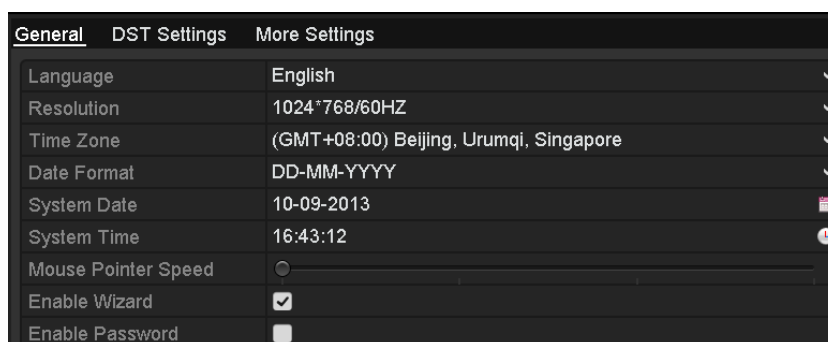 General DST Settings More Settings
Language English
Resolution 1024*768/60HZ
Time Zone (GMT+08:00) Beijing, Urumqi, Singapore
Date Format DD-MM-YYYY
System Date 10-09-2013
System Time 16:43:12
Mouse Pointer Speed
Enable Wizard
Enable Password